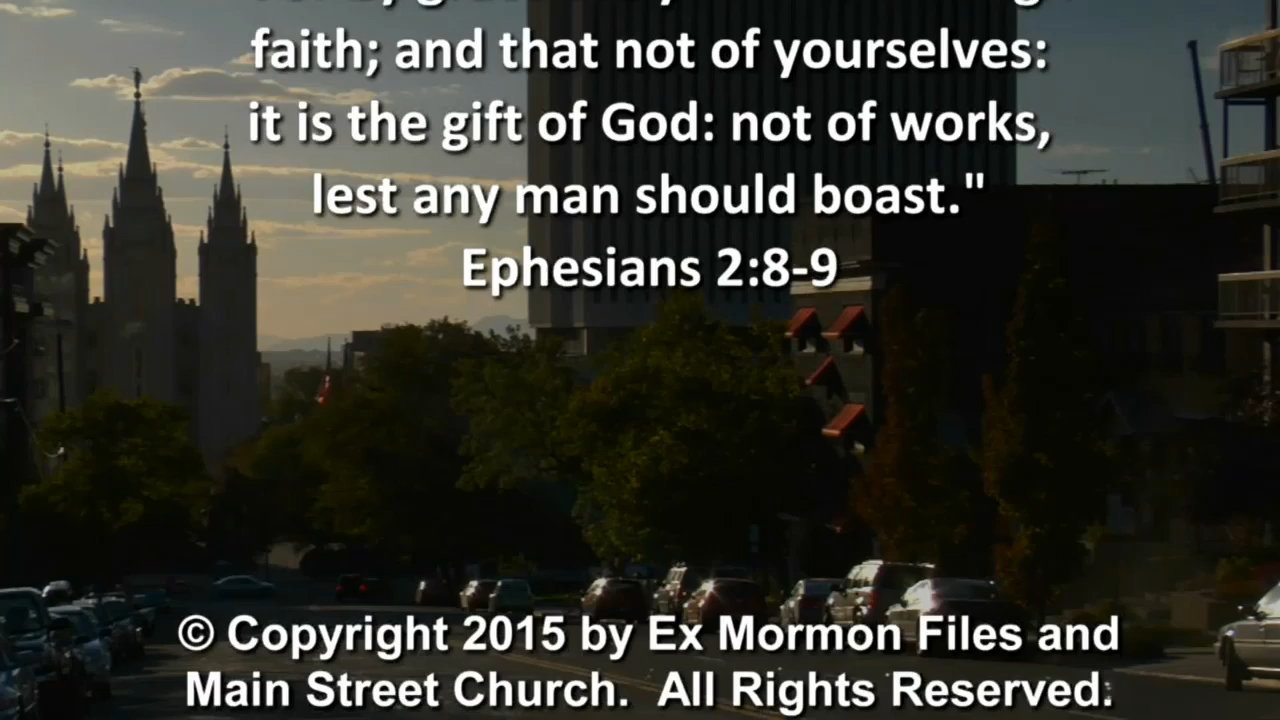 faith; and that not of yourselves:
it is the gift of God: not of works,
lest any man should boast."
Ephesians 2:8-9
© Copyright 2015 by Ex Mormon Files and
Main Street Church.  All Rights Reserved.